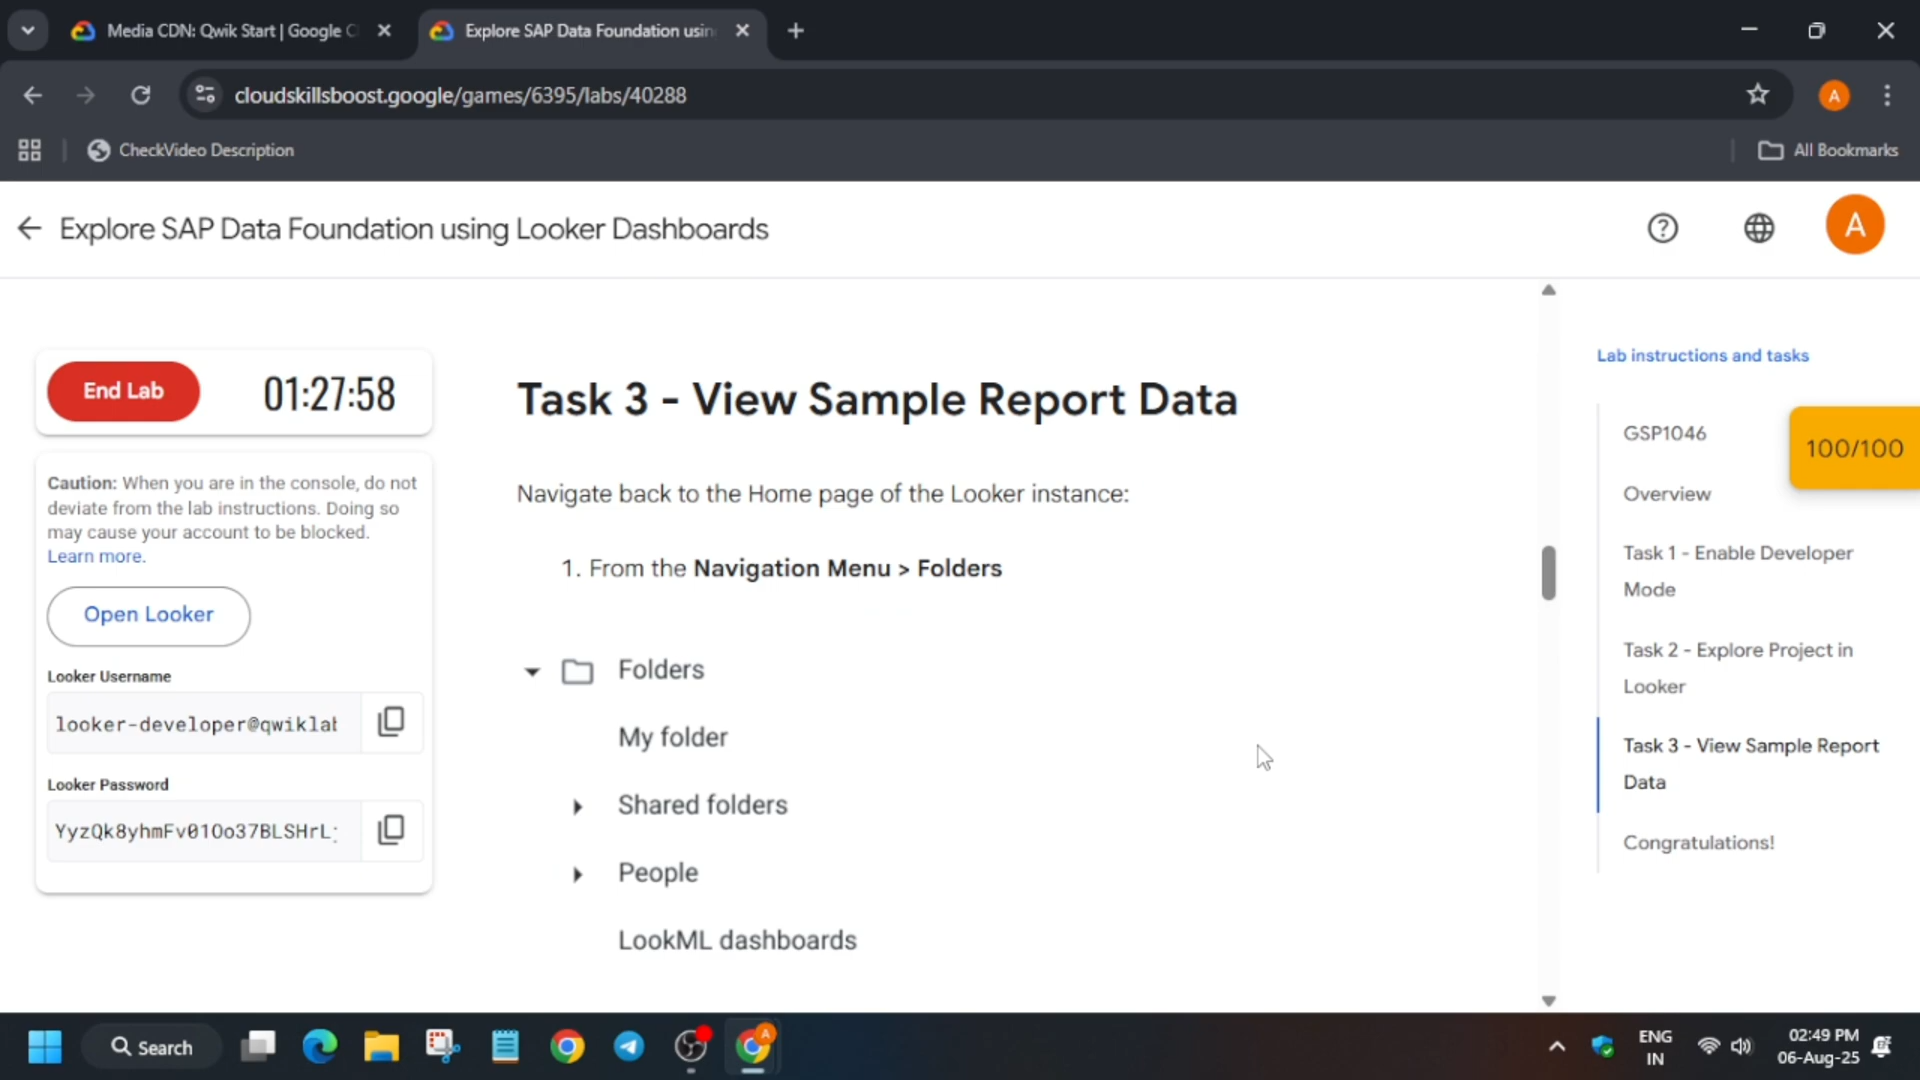 Media CDN: Qwik Start | Google C
Explore SAP Data Foundation usin
cloudskillsboost.google/games/6395/labs/40288
A
CheckVideo Description
All Bookmarks
Explore SAP Data Foundation using Looker Dashboards
A
End Lab
01:27:58
Caution: When you are in the console, do not
deviate from the lab instructions. Doing so
may cause your account to be blocked.
Learn more.
Open Looker
Looker Username
looker-developer@qwiklab
Looker Password
YyzQk8yhmFv01Oo37BLSHrL
Task 3 - View Sample Report Data
Navigate back to the Home page of the Looker instance:
1. From the Navigation Menu > Folders
Folders
My folder
Shared folders
People
LookML dashboards
Lab instructions and tasks
GSP1046
100/100
Overview
Task 1 - Enable Developer
Mode
Task 2 - Explore Project in
Looker
Task 3 - View Sample Report
Data
Congratulations!
Search
A
ENG
IN
02:49 PM
06-Aug-25